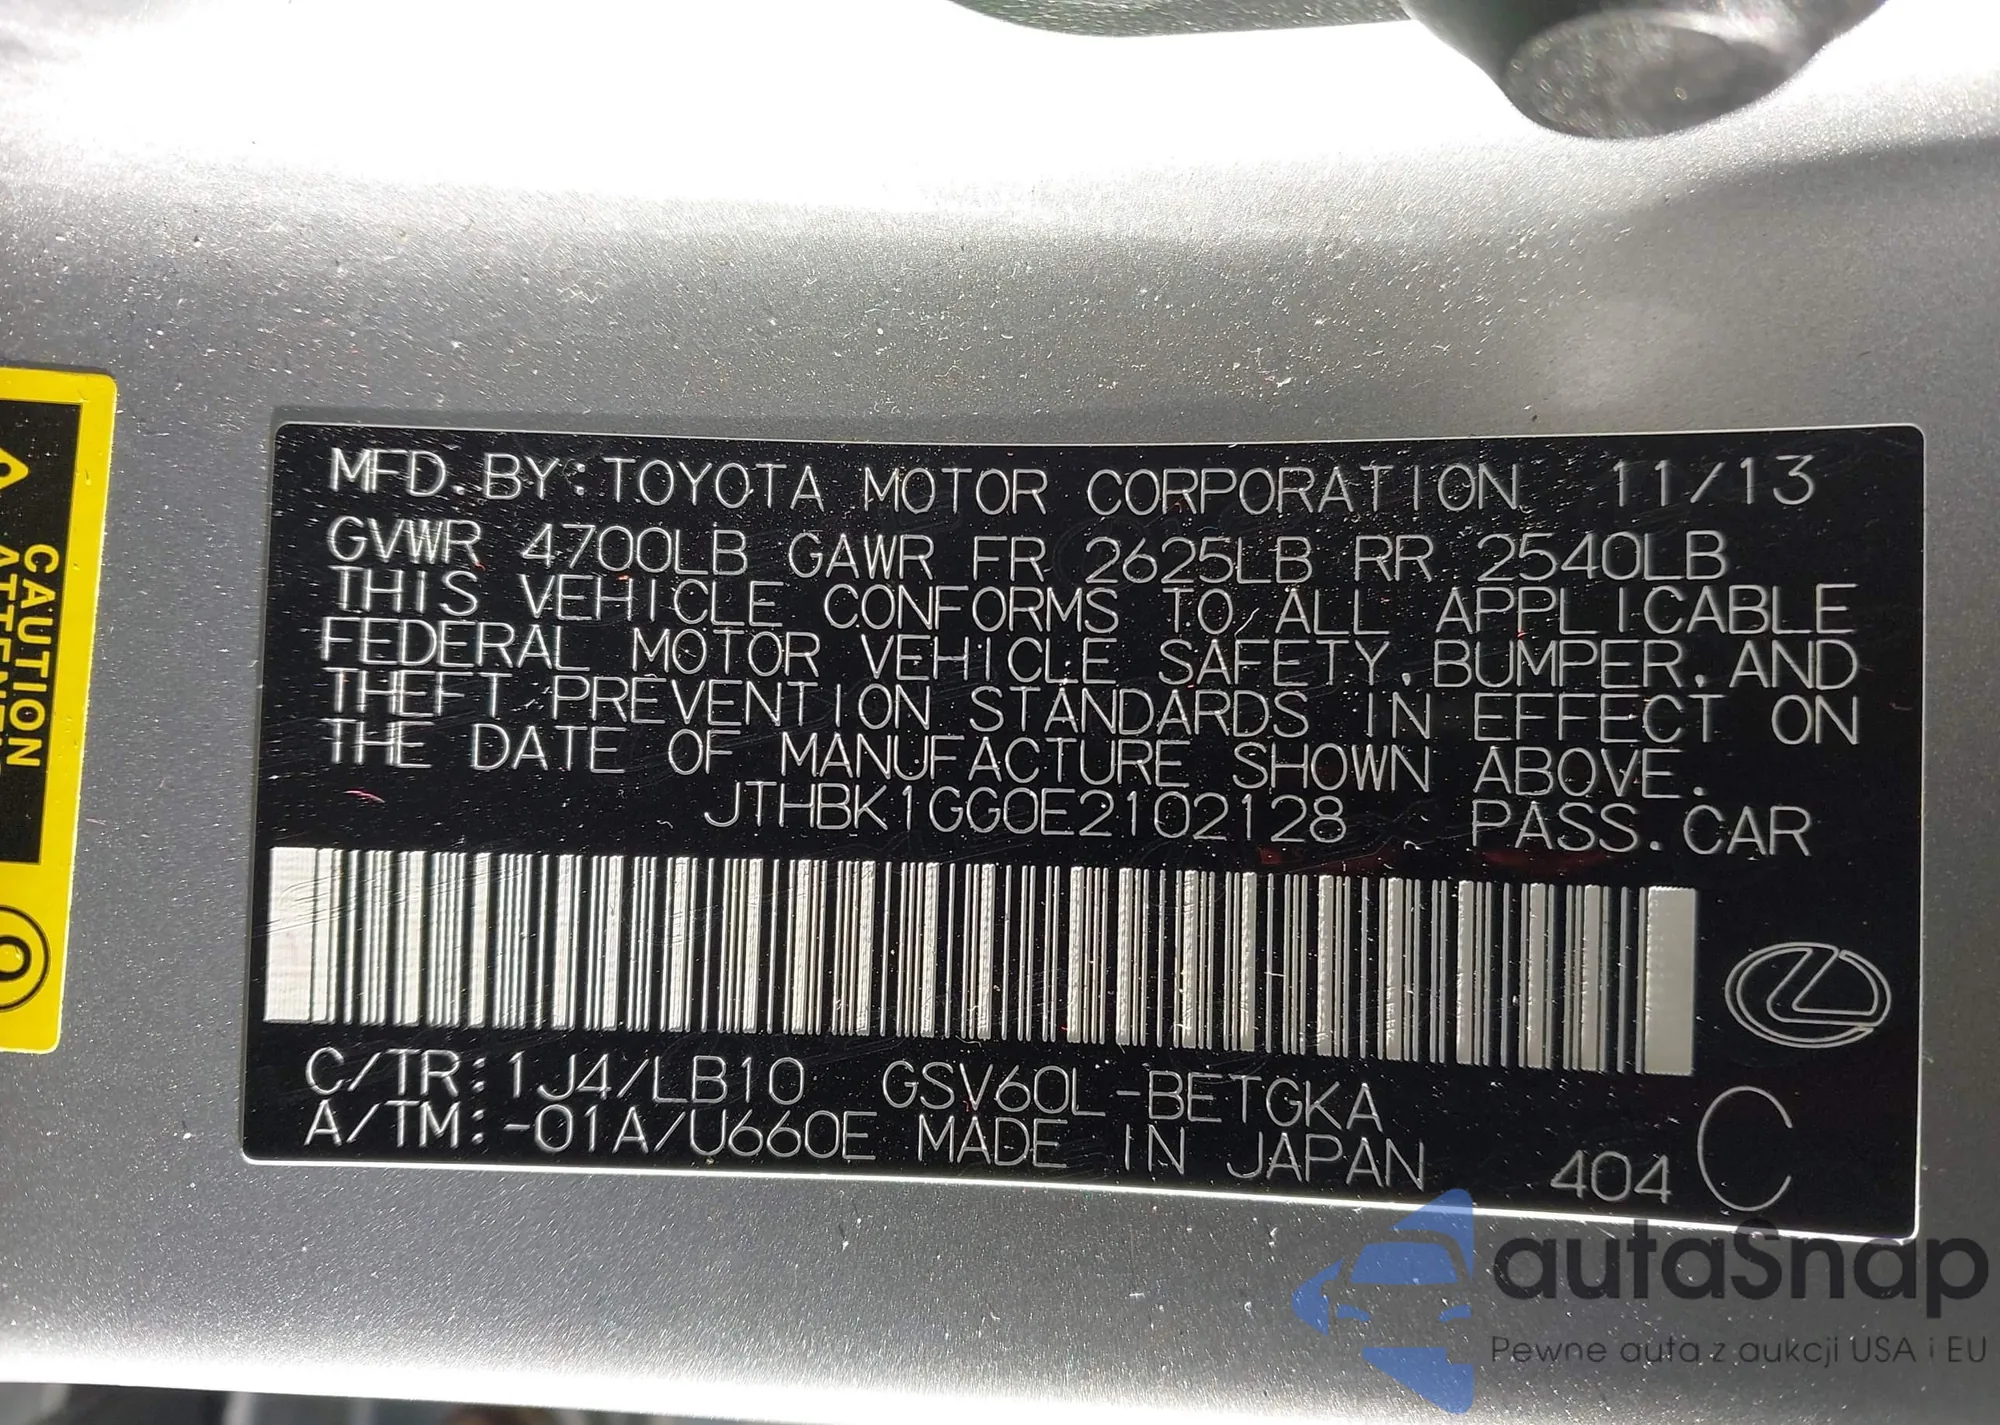 MFD. BY: TOYOTA MOTOR CORPORATION 11/13
GVWR 4700LB GAWR FR 2625LB RR 2540LB
THIS VEHICLE CONFORMS TO ALL APPLICABLE
FEDERAL MOTOR VEHICLE SAFETY, BUMPER, AND
THEFT PREVENTION STANDARDS IN EFFECT ON
THE DATE OF MANUFACTURE SHOWN ABOVE.
JTHBK1GG0E2102128 PASS. CAR
C/TR: 1J4/LB10 GSV60L-BETGKA
A/TM: -01A/U660E MADE IN JAPAN 404 C
CAUTION
autaSnap
Pewne auta z aukcji USA i EU